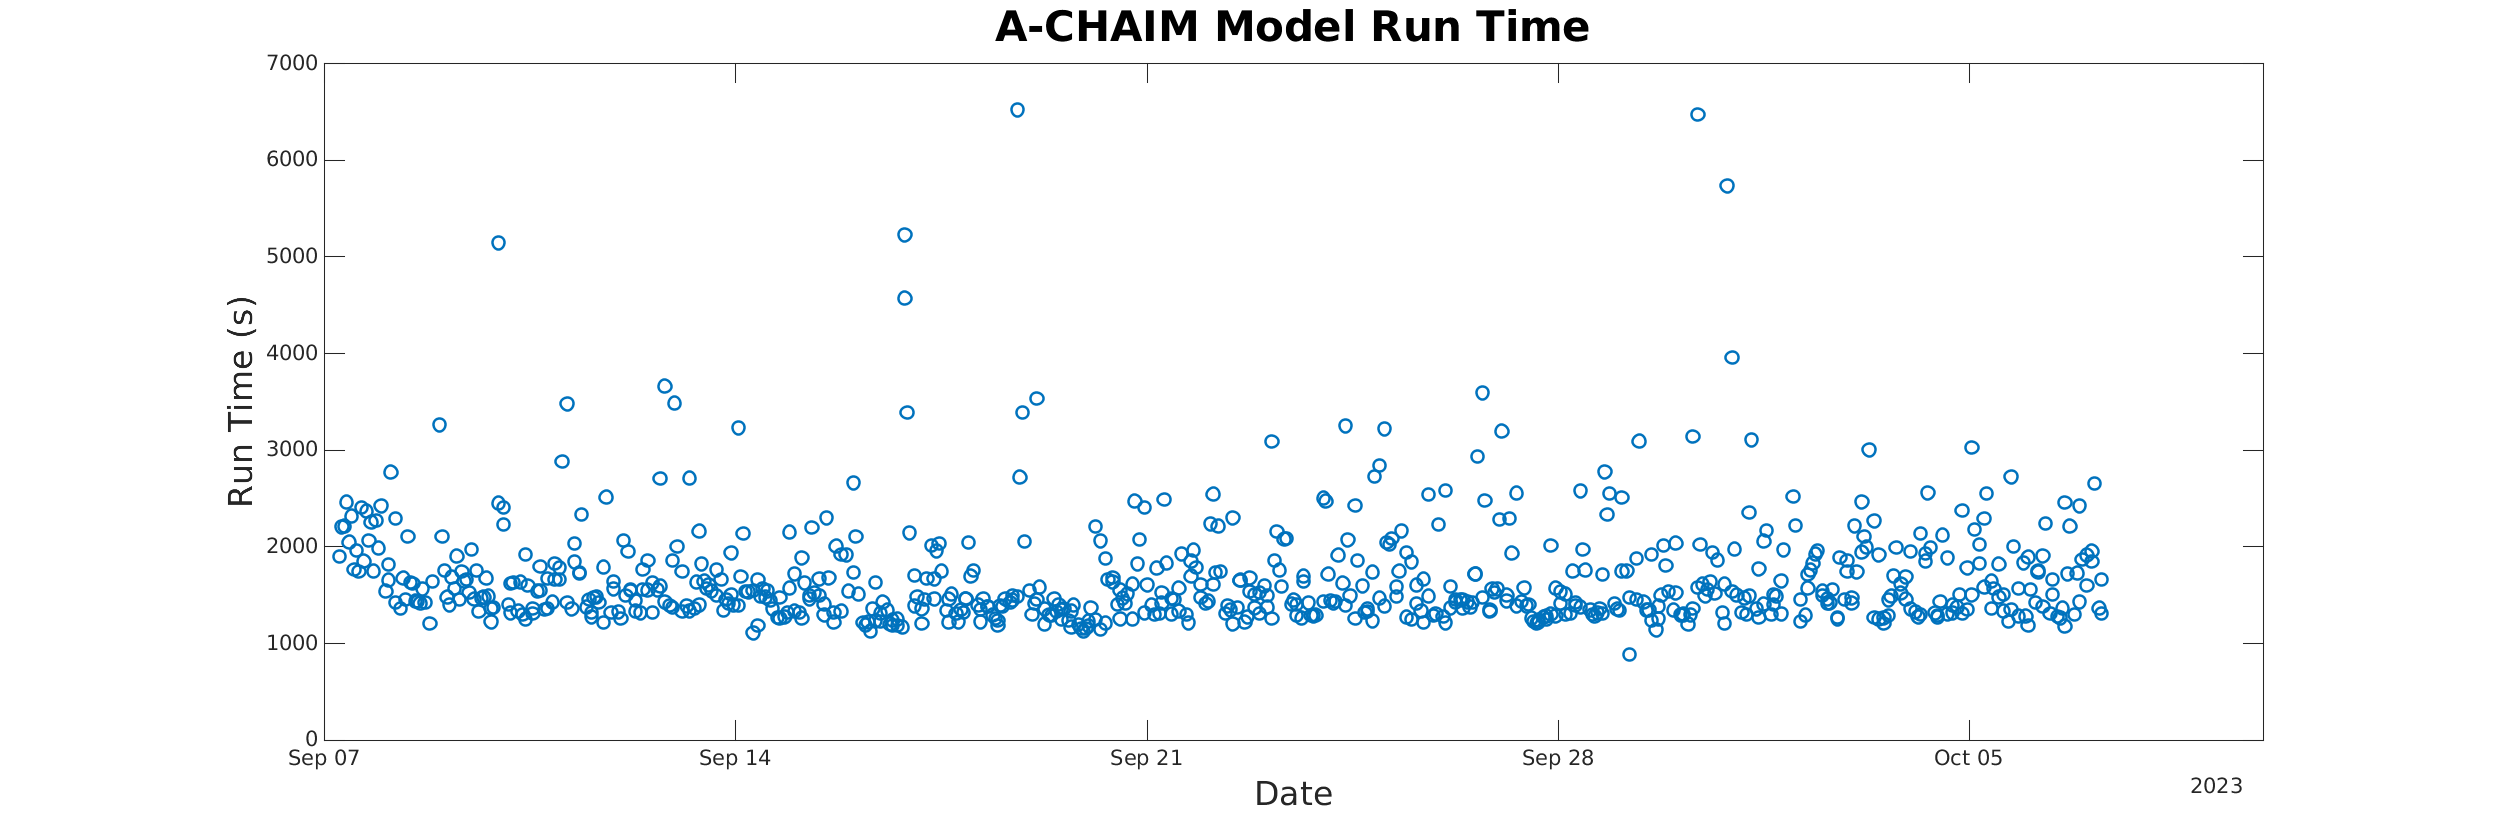 A-CHAIM Model Run Time
7000
6000
5000
4000
3000
2000
1000
0
Run Time (s)
Sep 07
Sep 14
Sep 21
Sep 28
Oct 05
2023
Date